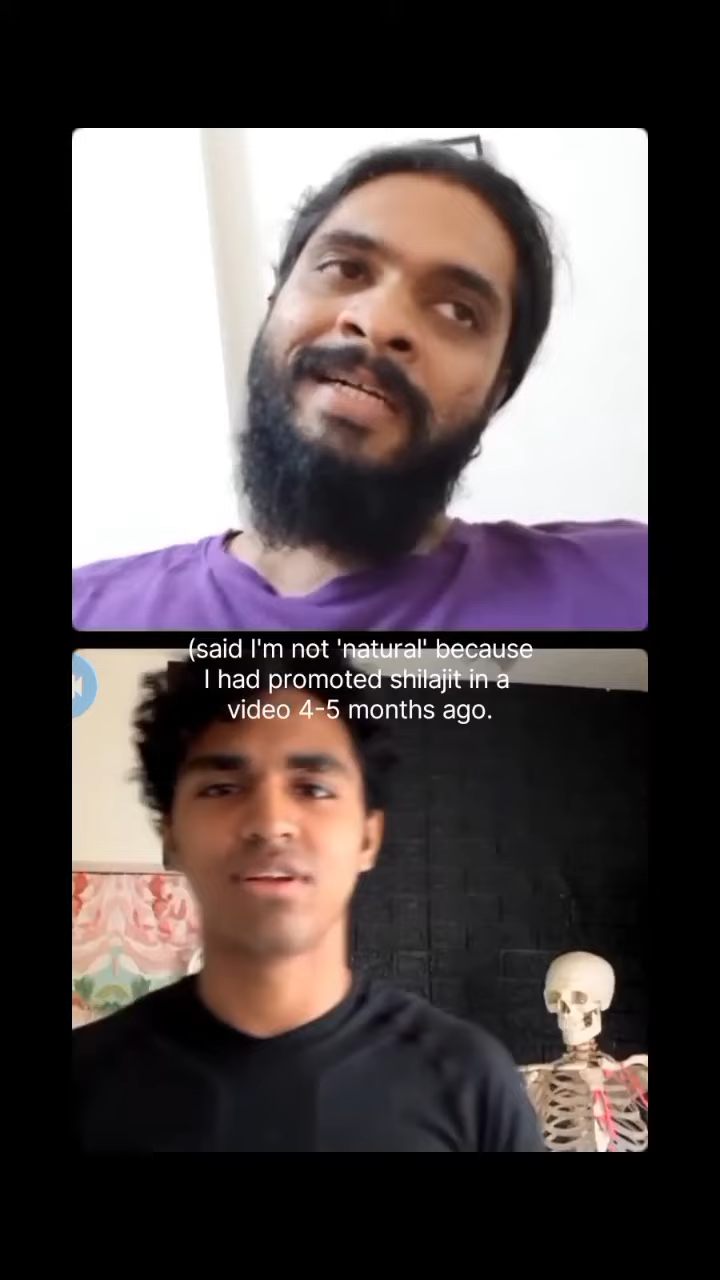 (said I'm not 'natural' because
I had promoted shilajit in a
video 4-5 months ago.